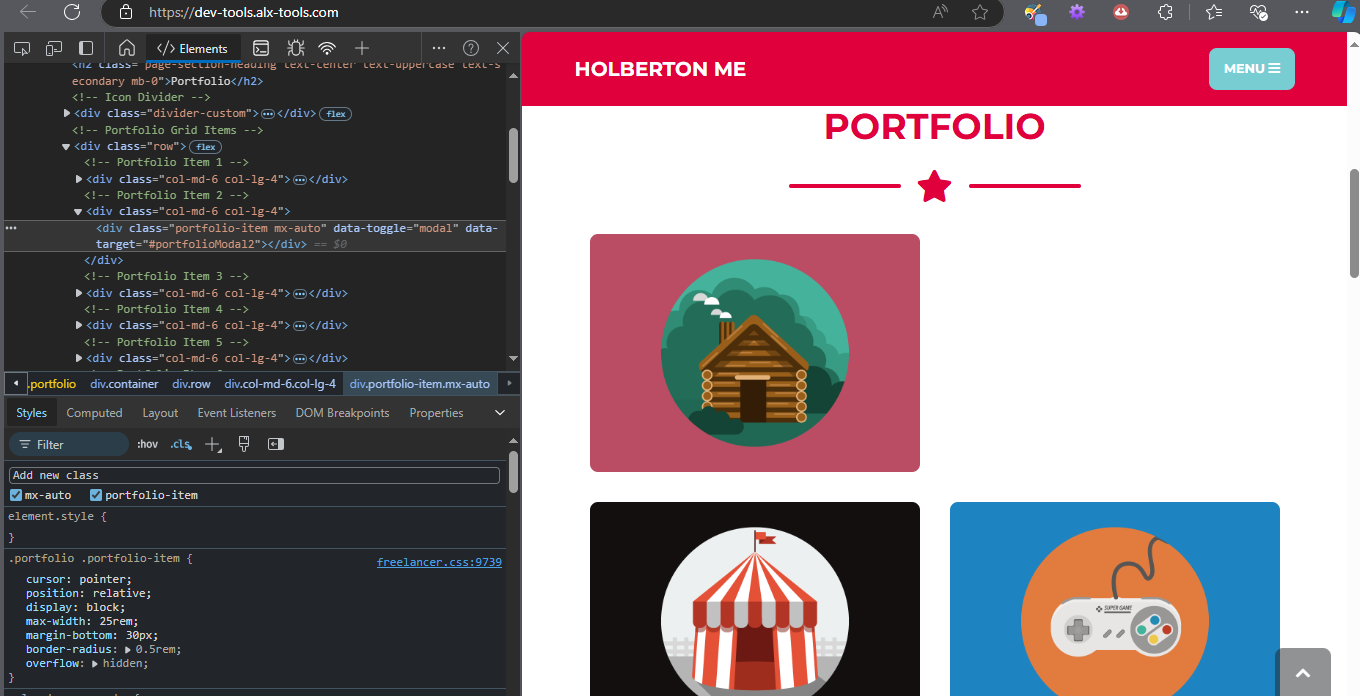 https://dev-tools.alx-tools.com
Elements
<h2 class="page-section-heading text-center text-uppercase text-s
econdary mb-0">Portfolio</h2>
<!-- Icon Divider -->
<div class="divider-custom">…</div> flex
<!-- Portfolio Grid Items -->
<div class="row"> flex
<!-- Portfolio Item 1 -->
<div class="col-md-6 col-lg-4">…</div>
<!-- Portfolio Item 2 -->
<div class="col-md-6 col-lg-4">
<div class="portfolio-item mx-auto" data-toggle="modal" data-
target="#portfolioModal2"></div> == $0
</div>
<!-- Portfolio Item 3 -->
<div class="col-md-6 col-lg-4">…</div>
<!-- Portfolio Item 4 -->
<div class="col-md-6 col-lg-4">…</div>
<!-- Portfolio Item 5 -->
<div class="col-md-6 col-lg-4">…</div>
.portfolio div.container div.row div.col-md-6.col-lg-4 div.portfolio-item.mx-auto
Styles Computed Layout Event Listeners DOM Breakpoints Properties
Filter :hov .cls
Add new class
mx-auto portfolio-item
element.style {
}
.portfolio .portfolio-item { freelancer.css:9739
cursor: pointer;
position: relative;
display: block;
max-width: 25rem;
margin-bottom: 30px;
border-radius: 0.5rem;
overflow: hidden;
}
HOLBERTON ME
MENU
PORTFOLIO
SUPER GAME